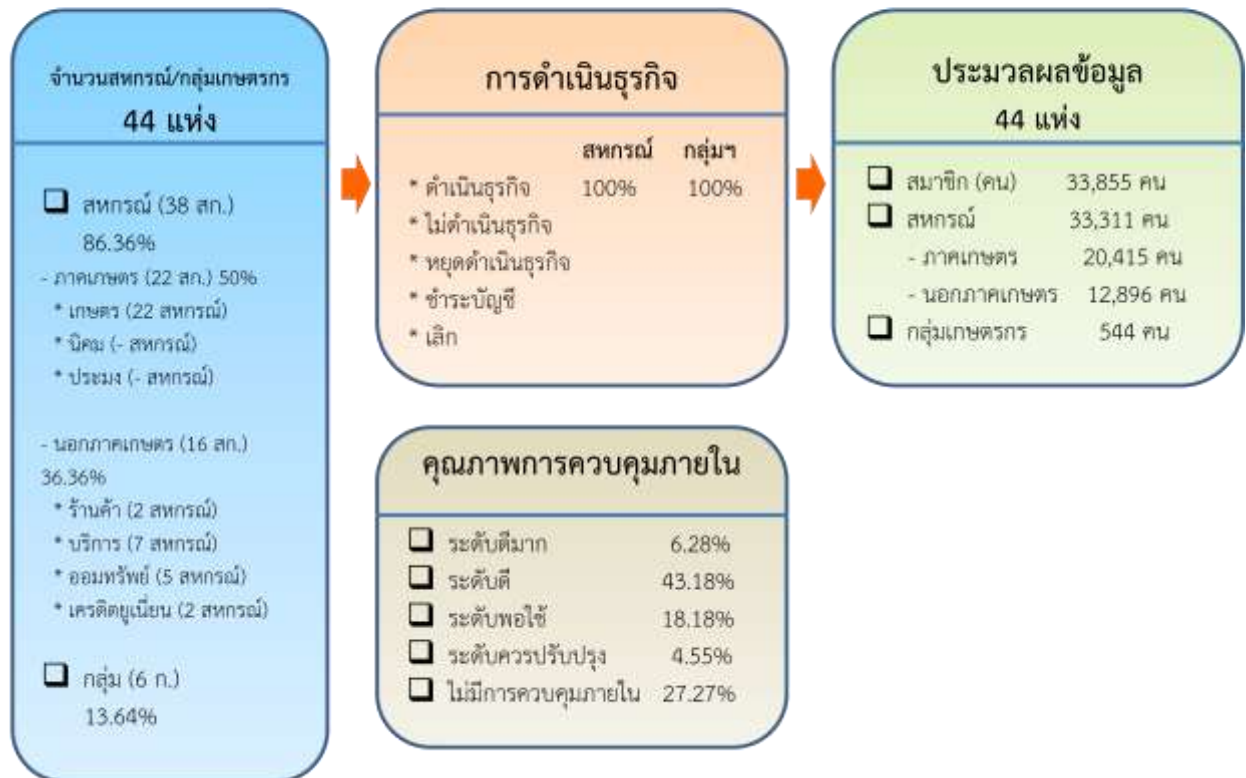 จำนวนสหกรณ์/กลุ่มเกษตรกร
44 แห่ง
❑ สหกรณ์ (38 สก.)
86.36%
- ภาคเกษตร (22 สก.) 50%
* เกษตร (22 สหกรณ์)
* นิคม (- สหกรณ์)
* ประมง (- สหกรณ์)
- นอกภาคเกษตร (16 สก.)
36.36%
* ร้านค้า (2 สหกรณ์)
* บริการ (7 สหกรณ์)
* ออมทรัพย์ (5 สหกรณ์)
* เครดิตยูเนี่ยน (2 สหกรณ์)
❑ กลุ่ม (6 ก.)
13.64%
การดำเนินธุรกิจ
สหกรณ์ กลุ่มฯ
* ดำเนินธุรกิจ 100% 100%
* ไม่ดำเนินธุรกิจ
* หยุดดำเนินธุรกิจ
* ชำระบัญชี
* เลิก
ประมวลผลข้อมูล
44 แห่ง
❑ สมาชิก (คน) 33,855 คน
❑ สหกรณ์ 33,311 คน
- ภาคเกษตร 20,415 คน
- นอกภาคเกษตร 12,896 คน
❑ กลุ่มเกษตรกร 544 คน
คุณภาพการควบคุมภายใน
❑ ระดับดีมาก 6.28%
❑ ระดับดี 43.18%
❑ ระดับพอใช้ 18.18%
❑ ระดับควรปรับปรุง 4.55%
❑ ไม่มีการควบคุมภายใน 27.27%